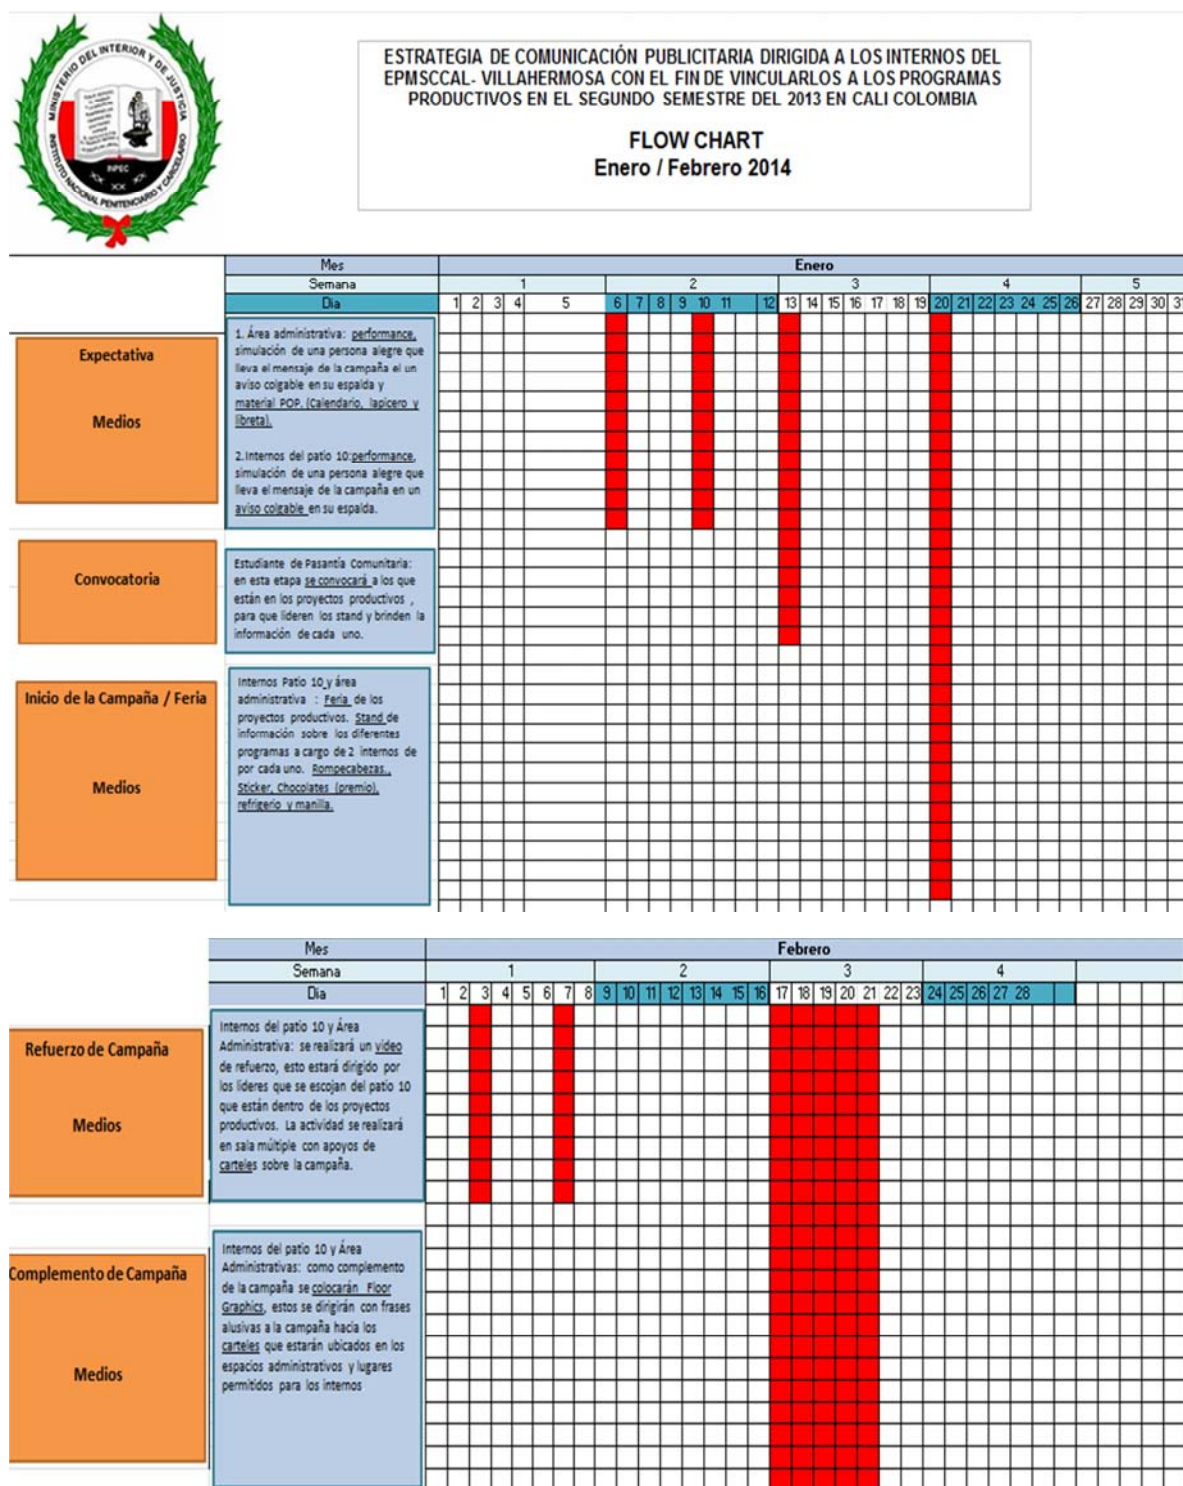 MINISTERIO DEL INTERIOR Y DE JUSTICIA
INPEC
INSTITUTO NACIONAL PENITENCIARIO Y CARCELARIO
ESTRATEGIA DE COMUNICACIÓN PUBLICITARIA DIRIGIDA A LOS INTERNOS DEL
EPMSCCAL- VILLAHERMOSA CON EL FIN DE VINCULARLOS A LOS PROGRAMAS
PRODUCTIVOS EN EL SEGUNDO SEMESTRE DEL 2013 EN CALI COLOMBIA
FLOW CHART
Enero / Febrero 2014
Mes Enero
Semana 1 2 3 4 5
Dia 1 2 3 4 5 6 7 8 9 10 11 12 13 14 15 16 17 18 19 20 21 22 23 24 25 26 27 28 29 30 31
Expectativa
Medios
1. Área administrativa: performance,
simulación de una persona alegre que
lleva el mensaje de la campaña el un
aviso colgable en su espalda y
material POP. (Calendario, lapicero y
libreta).
2.Internos del patio 10:performance,
simulación de una persona alegre que
lleva el mensaje de la campaña en un
aviso colgable en su espalda.
Convocatoria
Estudiante de Pasantía Comunitaria:
en esta etapa se convocará a los que
están en los proyectos productivos ,
para que lideren los stand y brinden la
información de cada uno.
Inicio de la Campaña / Feria
Medios
Internos Patio 10 y área
administrativa : Feria de los
proyectos productivos. Stand de
información sobre los diferentes
programas a cargo de 2 internos de
por cada uno. Rompecabezas.,
Sticker, Chocolates (premio),
refrigerio y manilla.
Mes Febrero
Semana 1 2 3 4
Dia 1 2 3 4 5 6 7 8 9 10 11 12 13 14 15 16 17 18 19 20 21 22 23 24 25 26 27 28
Refuerzo de Campaña
Medios
Internos del patio 10 y Área
Administrativa: se realizará un video
de refuerzo, esto estará dirigido por
los lideres que se escojan del patio 10
que están dentro de los proyectos
productivos. La actividad se realizará
en sala múltiple con apoyos de
carteles sobre la campaña.
Complemento de Campaña
Medios
Internos del patio 10 y Área
Administrativas: como complemento
de la campaña se colocarán Floor
Graphics, estos se dirigirán con frases
alusivas a la campaña hacia los
carteles que estarán ubicados en los
espacios administrativos y lugares
permitidos para los internos